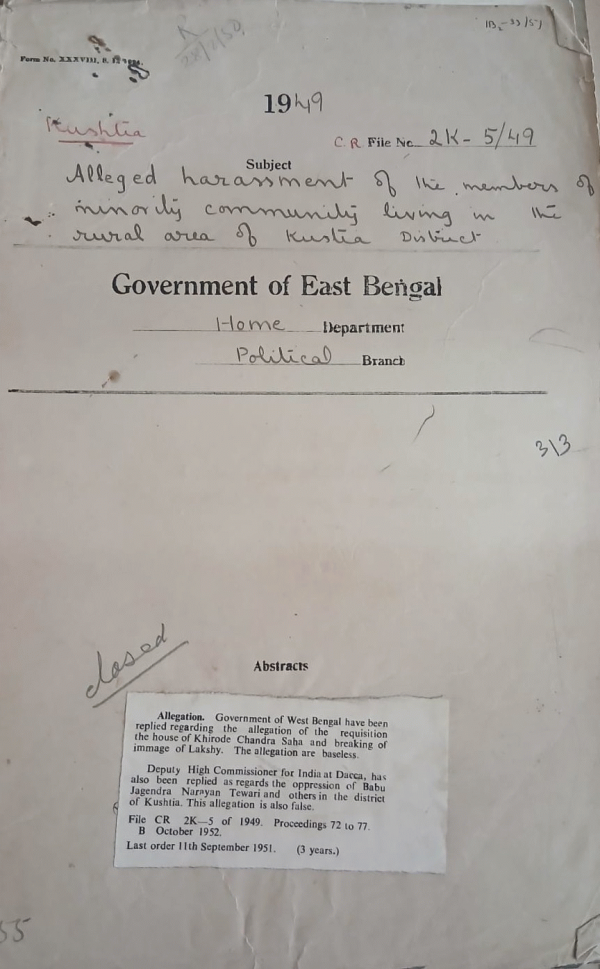 Form No. XXXVIII,
1949
Kushtia
C. R. File No. 2K - 5/49
Subject
Alleged harassment of the members of
minority community living in the
rural area of Kustia District
Government of East Bengal
Home Department
Political Branch
3\3
closed
Abstracts
Allegation. Government of West Bengal have been
replied regarding the allegation of the requisition
the house of Khirode Chandra Saha and breaking of
immage of Lakshy. The allegation are baseless.
Deputy High Commissioner for India at Dacca, has
also been replied as regards the oppression of Babu
Jagendra Narayan Tewari and others in the district
of Kushtia. This allegation is also false.
File CR 2K—5 of 1949. Proceedings 72 to 77.
B October 1952.
Last order 11th September 1951. (3 years.)